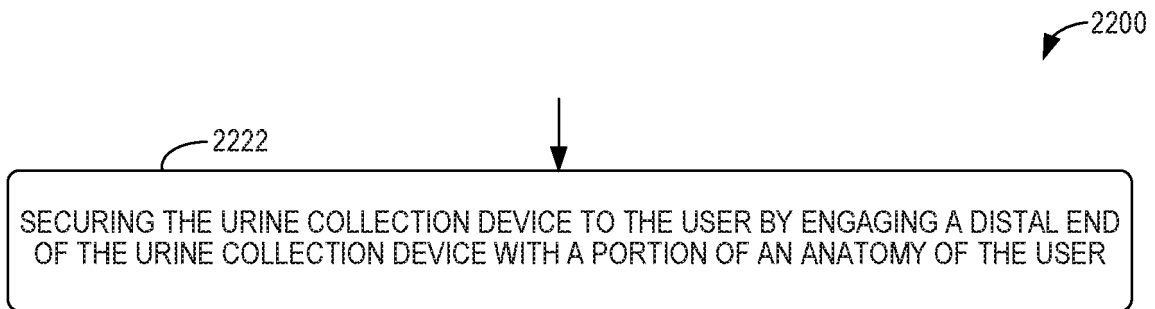 2200
2222
SECURING THE URINE COLLECTION DEVICE TO THE USER BY ENGAGING A DISTAL END
OF THE URINE COLLECTION DEVICE WITH A PORTION OF AN ANATOMY OF THE USER